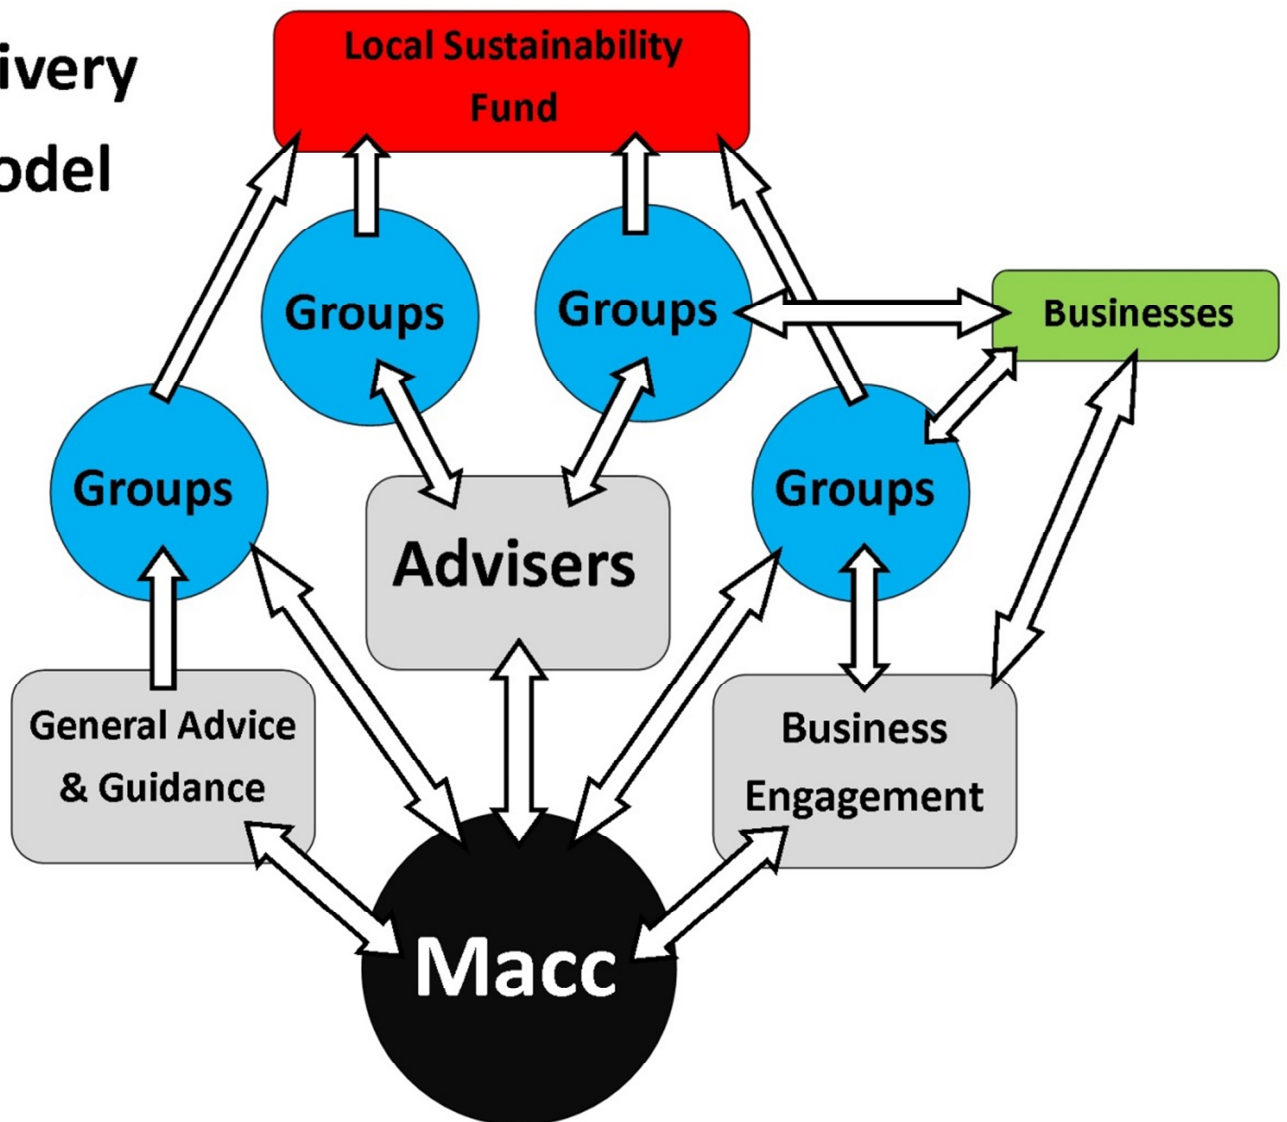 ivery
odel
Local Sustainability
Fund
Groups
Groups
Businesses
Groups
Groups
Advisers
General Advice
& Guidance
Business
Engagement
Macc